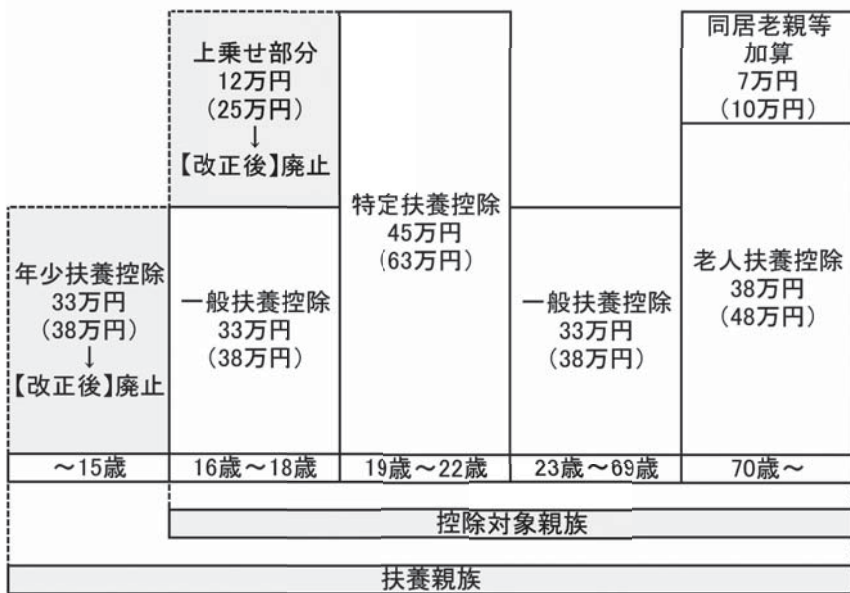 上乗せ部分
12万円
(25万円)
↓
【改正後】廃止
同居老親等
加算
7万円
(10万円)
年少扶養控除
33万円
(38万円)
↓
【改正後】廃止
一般扶養控除
33万円
(38万円)
特定扶養控除
45万円
(63万円)
一般扶養控除
33万円
(38万円)
老人扶養控除
38万円
(48万円)
～15歳
16歳～18歳
19歳～22歳
23歳～69歳
70歳～
控除対象親族
扶養親族